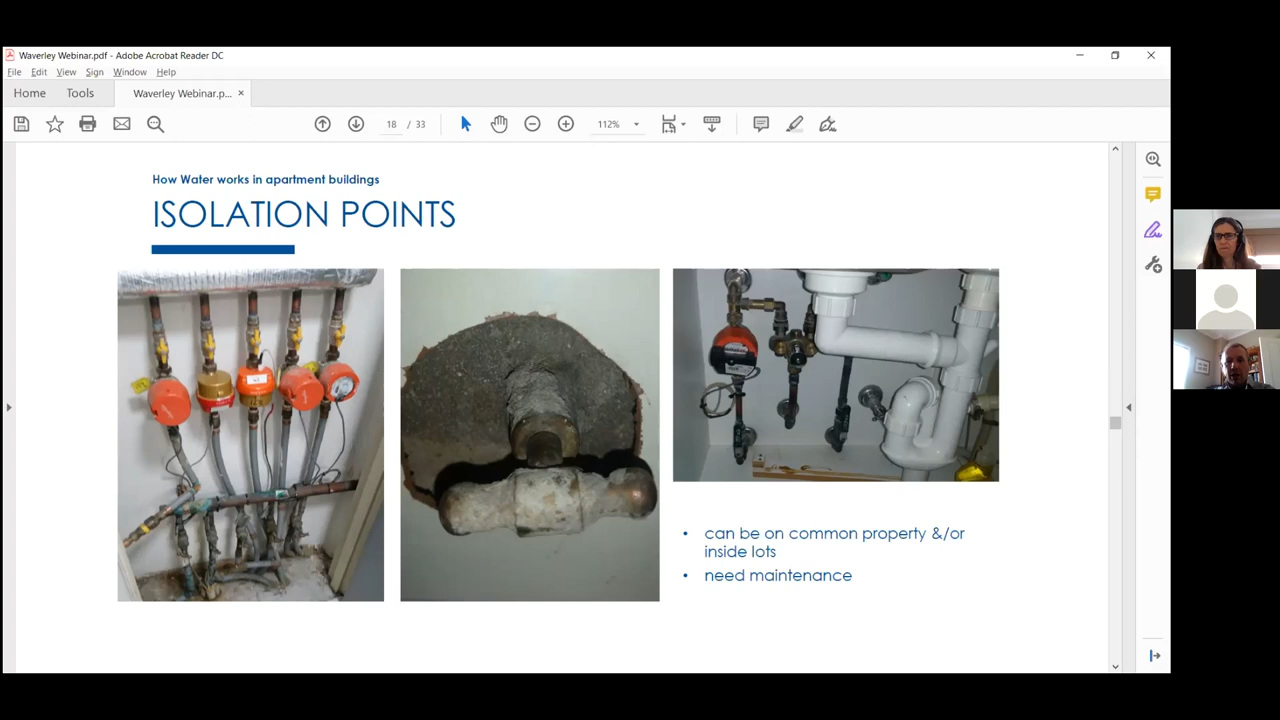 Waverley Webinar.pdf - Adobe Acrobat Reader DC
File Edit View Sign Window Help
Home Tools Waverley Webinar.p... ×
18 / 33 112%
How Water works in apartment buildings
ISOLATION POINTS
• can be on common property &/or
inside lots
• need maintenance